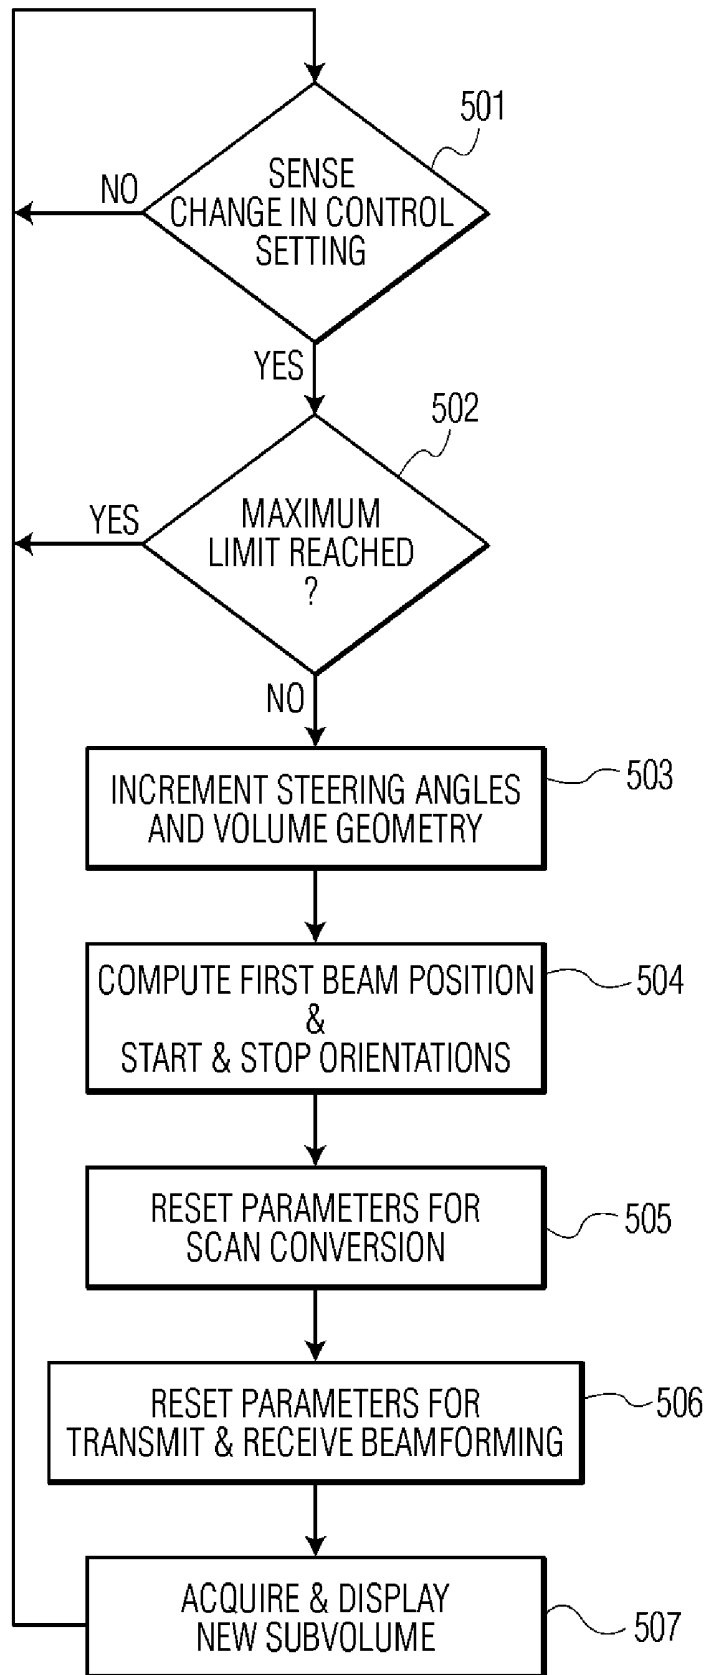 501
SENSE
CHANGE IN CONTROL
SETTING
NO
YES
502
MAXIMUM
LIMIT REACHED
?
YES
NO
503
INCREMENT STEERING ANGLES
AND VOLUME GEOMETRY
504
COMPUTE FIRST BEAM POSITION
&
START & STOP ORIENTATIONS
505
RESET PARAMETERS FOR
SCAN CONVERSION
506
RESET PARAMETERS FOR
TRANSMIT & RECEIVE BEAMFORMING
507
ACQUIRE & DISPLAY
NEW SUBVOLUME